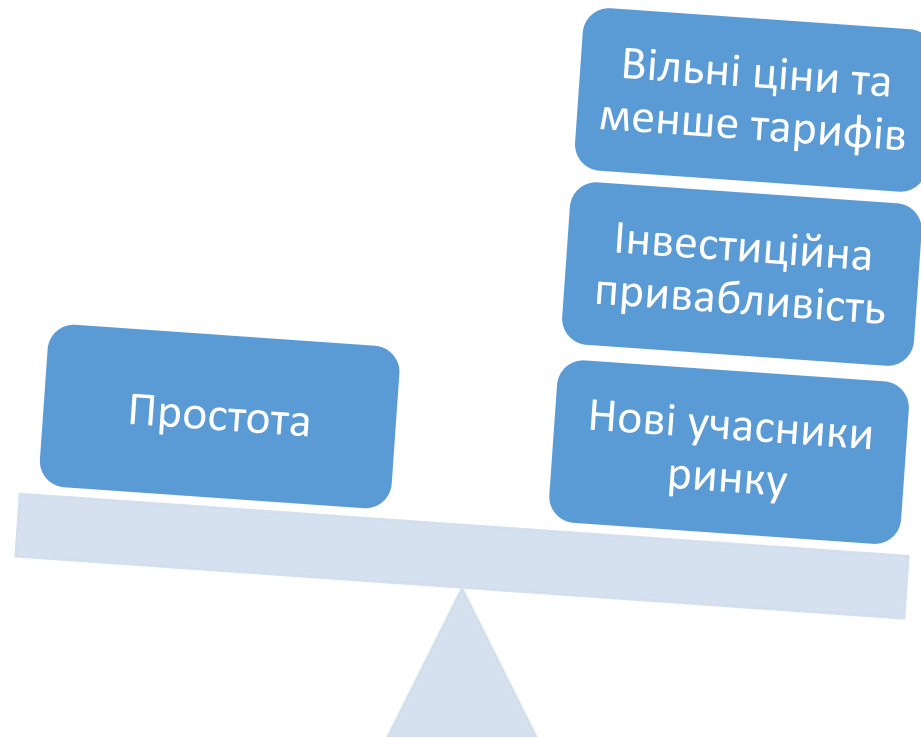 Вільні ціни та
менше тарифів
Інвестиційна
привабливість
Простота
Нові учасники
ринку